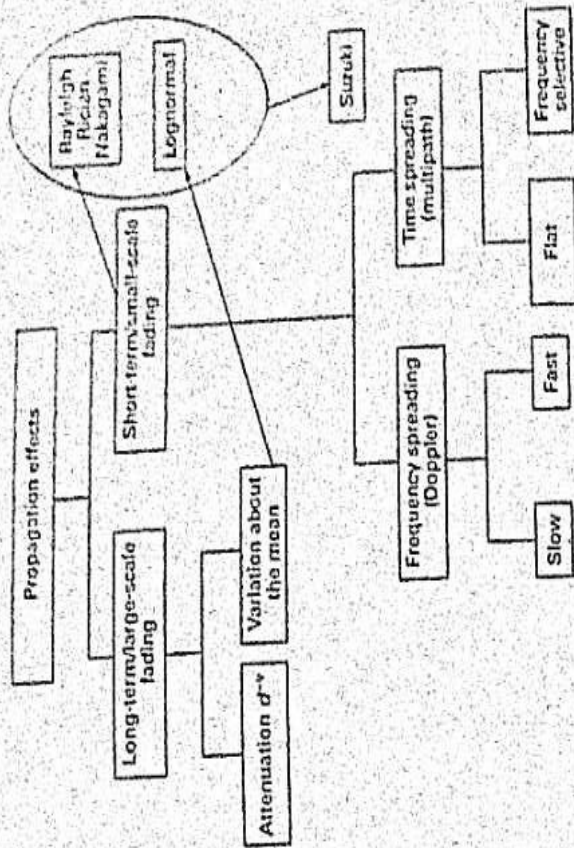 Propagation effects
Long-term/large-scale
fading
Short-term/small-scale
fading
Rayleigh
Rician
Nakagami
Lognormal
Suzuki
Attenuation d⁻ᵛ
Variation about
the mean
Frequency spreading
(Doppler)
Time spreading
(multipath)
Slow
Fast
Flat
Frequency
selective